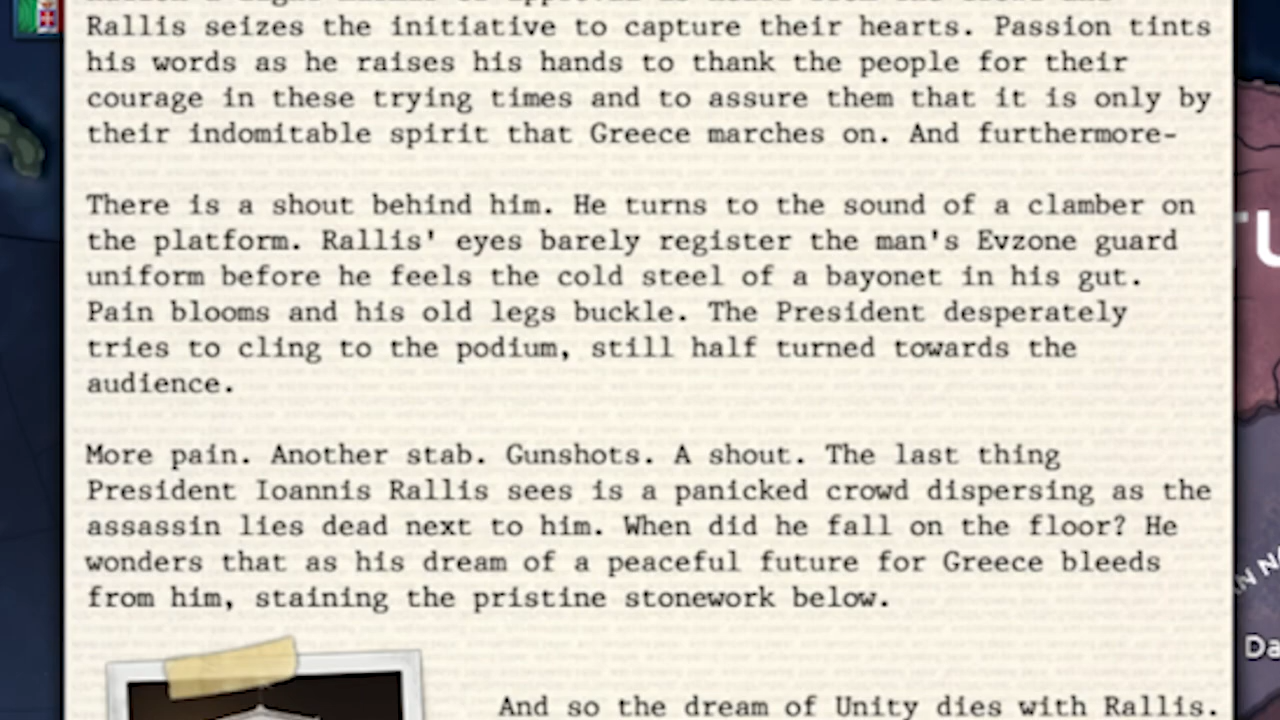 Rallis seizes the initiative to capture their hearts. Passion tints
his words as he raises his hands to thank the people for their
courage in these trying times and to assure them that it is only by
their indomitable spirit that Greece marches on. And furthermore-
There is a shout behind him. He turns to the sound of a clamber on
the platform. Rallis' eyes barely register the man's Evzone guard
uniform before he feels the cold steel of a bayonet in his gut.
Pain blooms and his old legs buckle. The President desperately
tries to cling to the podium, still half turned towards the
audience.
More pain. Another stab. Gunshots. A shout. The last thing
President Ioannis Rallis sees is a panicked crowd dispersing as the
assassin lies dead next to him. When did he fall on the floor? He
wonders that as his dream of a peaceful future for Greece bleeds
from him, staining the pristine stonework below.
And so the dream of Unity dies with Rallis.